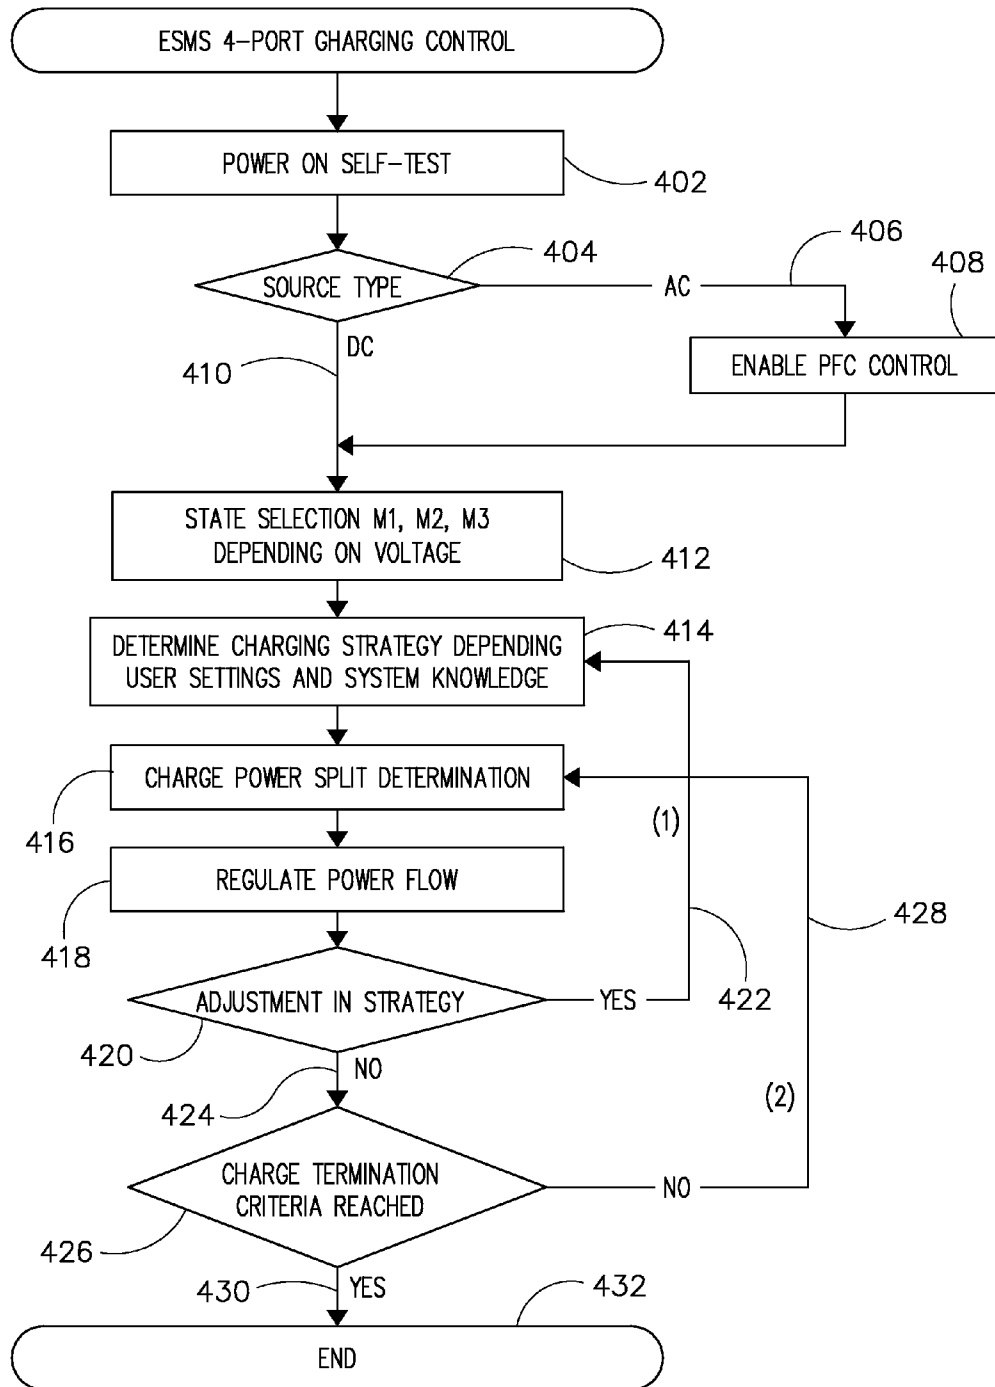 ESMS 4-PORT GHARGING CONTROL
POWER ON SELF-TEST
402
404
406
408
SOURCE TYPE
AC
DC
410
ENABLE PFC CONTROL
STATE SELECTION M1, M2, M3
DEPENDING ON VOLTAGE
412
414
DETERMINE CHARGING STRATEGY DEPENDING
USER SETTINGS AND SYSTEM KNOWLEDGE
CHARGE POWER SPLIT DETERMINATION
416
(1)
REGULATE POWER FLOW
418
428
422
ADJUSTMENT IN STRATEGY
YES
420
NO
424
(2)
CHARGE TERMINATION
CRITERIA REACHED
NO
426
430
YES
432
END